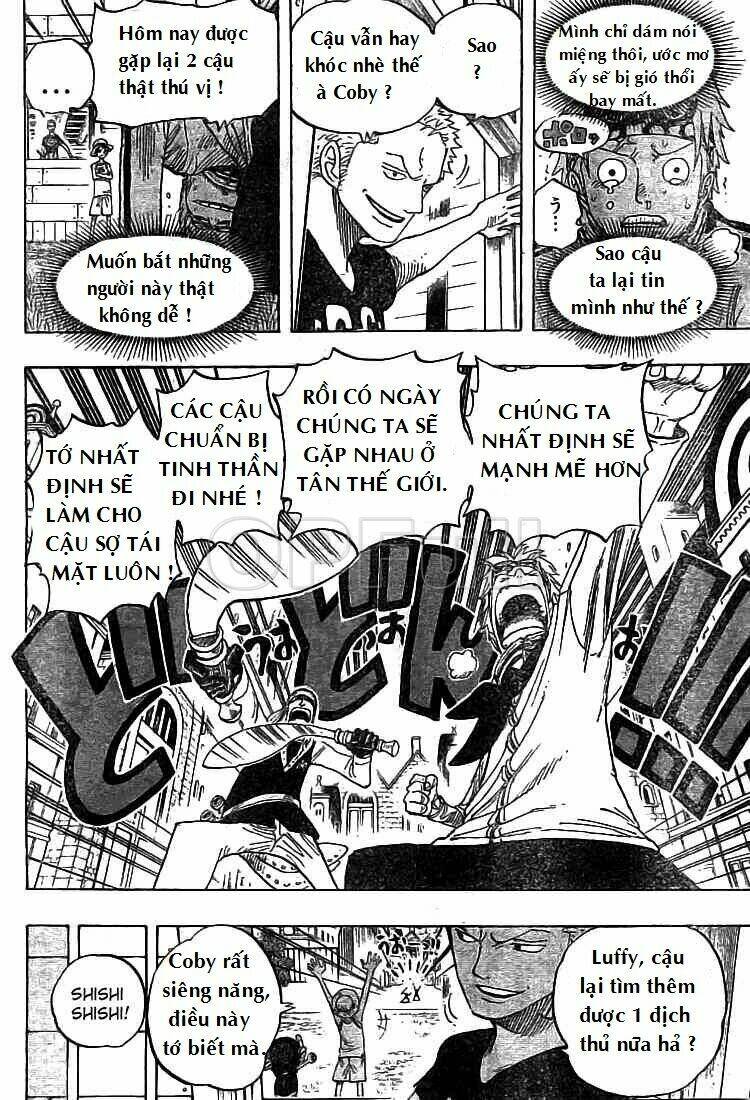 Mình chỉ dám nói
miệng thôi, ước mơ
ấy sẽ bị gió thổi
bay mất.
う...
Sao cậu
ta lại tin
mình như thế ?
Sao
?
Cậu vẫn hay
khóc nhè thế
à Coby ?
Hôm nay được
gặp lại 2 cậu
thật thú vị !
...
Muốn bắt những
người này thật
không dễ !
CHÚNG TA
NHẤT ĐỊNH SẼ
MẠNH MẼ HƠN
RỒI CÓ NGÀY
CHÚNG TA SẼ
GẶP NHAU Ở
TÂN THẾ GIỚI.
CÁC CẬU
CHUẨN BỊ
TINH THẦN
ĐI NHÉ !
TỚ NHẤT
ĐỊNH SẼ
LÀM CHO
CẬU SỢ TÁI
MẶT LUÔN !
どどん
!!!!
Luffy, cậu
lại tìm thêm
được 1 địch
thủ nữa hả ?
Coby rất
siêng năng,
điều này
tớ biết mà.
SHISHI
SHISHI!